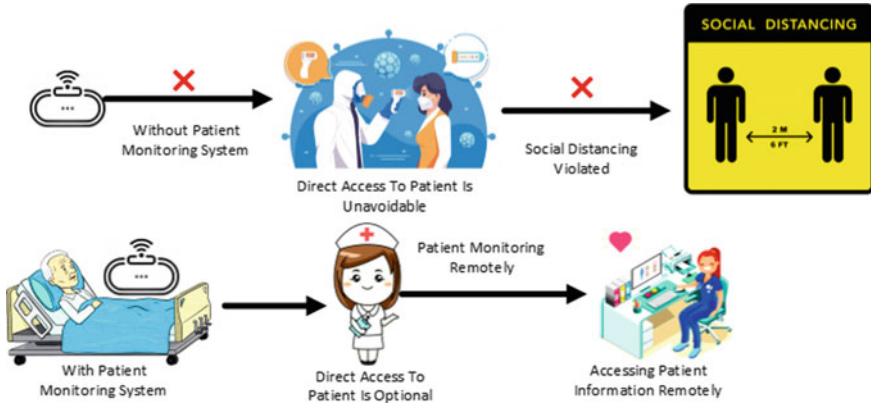 SOCIAL DISTANCING
2 M
6 FT
Without Patient
Monitoring System
Direct Access To Patient Is
Unavoidable
Social Distancing
Violated
With Patient
Monitoring System
Direct Access To
Patient Is Optional
Patient Monitoring
Remotely
Accessing Patient
Information Remotely